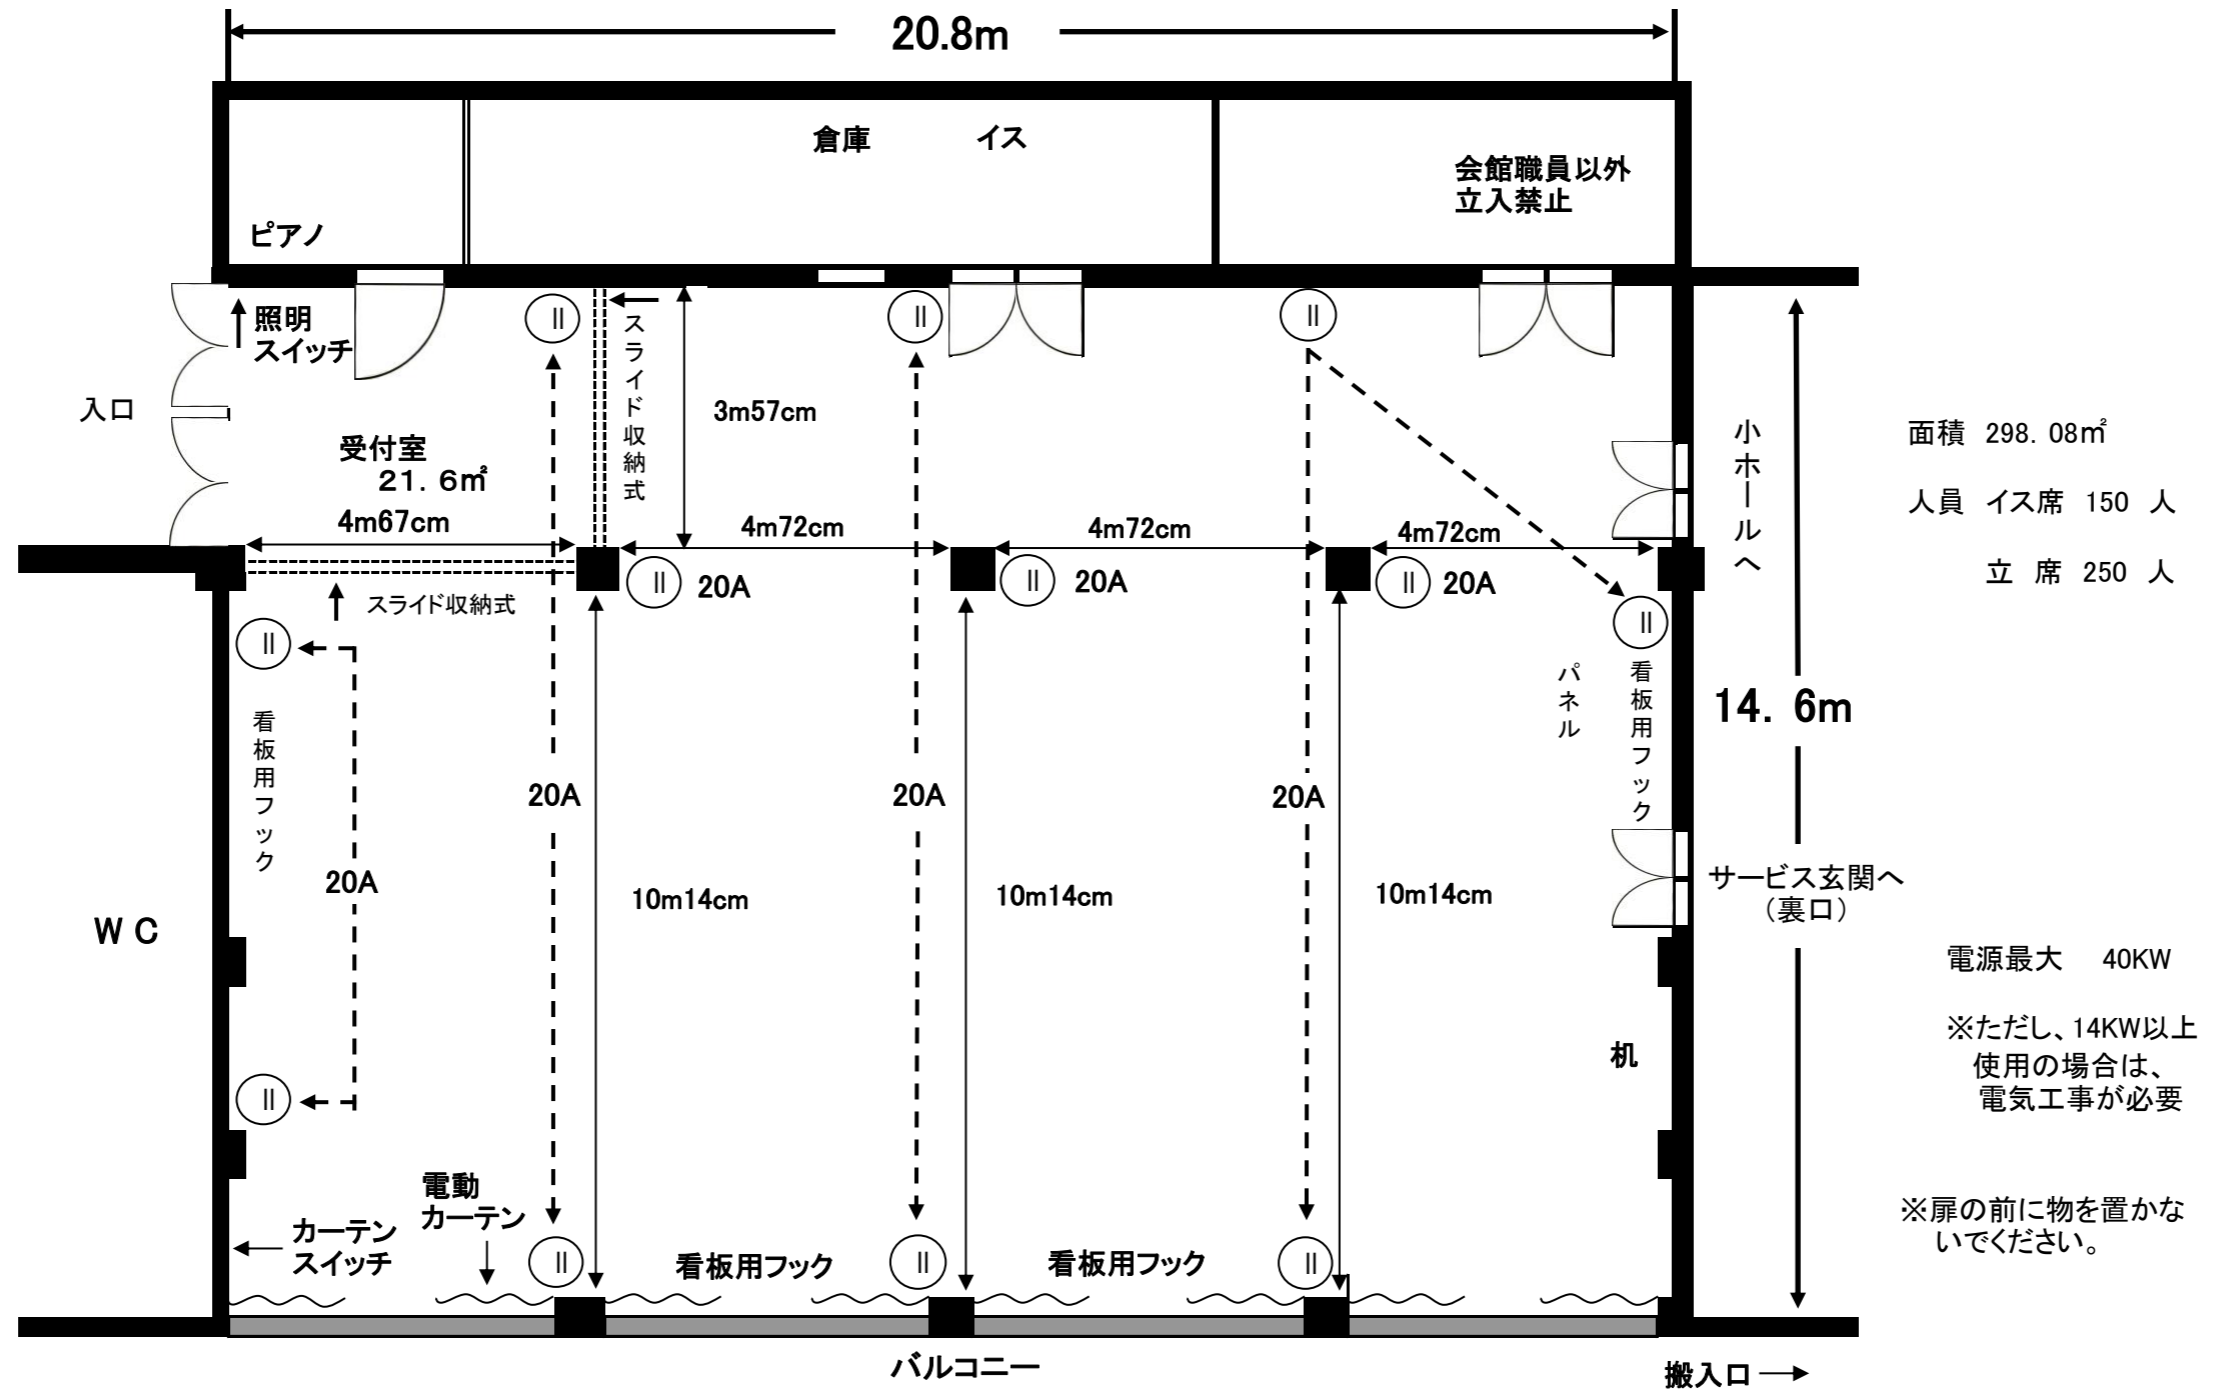 20.8m
倉庫　イス
会館職員以外
立入禁止
ピアノ
照明
スイッチ
スライド収納式
入口
3m57cm
受付室
21．6㎡
4m67cm
4m72cm
4m72cm
4m72cm
小ホールへ
面積　298．08㎡
人員　イス席　150　人
立　席　250　人
20A
20A
20A
スライド収納式
看板用フック
パネル
看板用フック
14．6m
20A
20A
20A
20A
10m14cm
10m14cm
10m14cm
サービス玄関へ
（裏口）
ＷＣ
電源最大　40KW
※ただし、14KW以上
使用の場合は、
電気工事が必要
机
電動
カーテン
カーテン
スイッチ
看板用フック
看板用フック
※扉の前に物を置かな
いでください。
バルコニー
搬入口